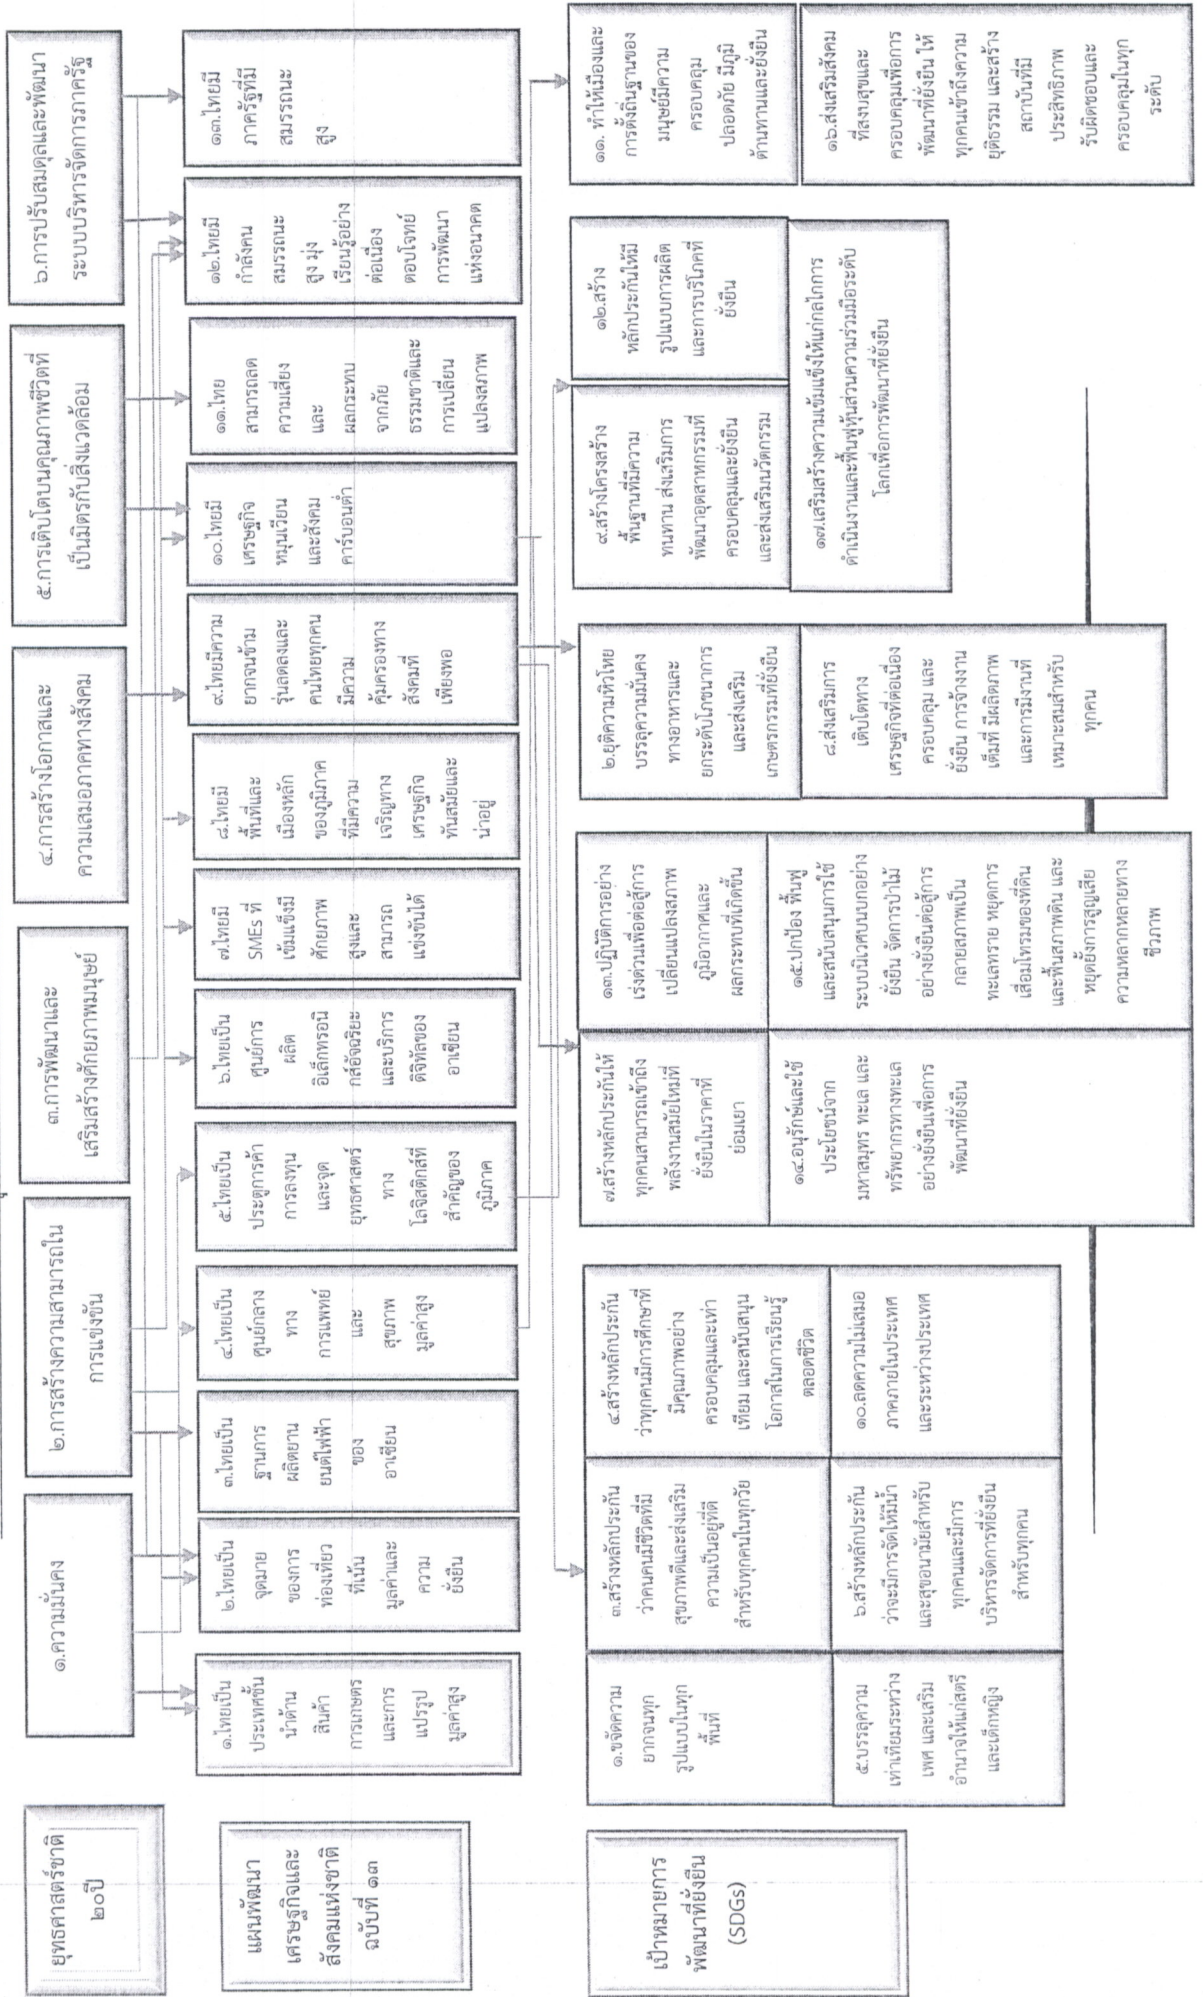 ยุทธศาสตร์ชาติ
๒๐ปี
๑.ความมั่นคง
๒.การสร้างความสามารถใน
การแข่งขัน
๓.การพัฒนาและ
เสริมสร้างศักยภาพมนุษย์
๔.การสร้างโอกาสและ
ความเสมอภาคทางสังคม
๕.การเติบโตบนคุณภาพชีวิตที่
เป็นมิตรกับสิ่งแวดล้อม
๖.การปรับสมดุลและพัฒนา
ระบบบริหารจัดการภาครัฐ
แผนพัฒนา
เศรษฐกิจและ
สังคมแห่งชาติ
ฉบับที่ ๑๓
๑.ไทยเป็น
ประเทศชั้น
นำด้าน
สินค้า
การเกษตร
และการ
แปรรูป
มูลค่าสูง
๒.ไทยเป็น
จุดมาย
ของการ
ท่องเที่ยว
ที่เน้น
มูลค่าและ
ความ
ยั่งยืน
๓.ไทยเป็น
ฐานการ
ผลิตยาน
ยนต์ไฟฟ้า
ของ
อาเซียน
๔.ไทยเป็น
ศูนย์กลาง
ทาง
การแพทย์
และ
สุขภาพ
มูลค่าสูง
๕.ไทยเป็น
ประตูการค้า
การลงทุน
และจุด
ยุทธศาสตร์
ทาง
โลจิสติกส์ที่
สำคัญของ
ภูมิภาค
๖.ไทยเป็น
ศูนย์การ
ผลิต
อิเล็กทรอนิ
กส์อัจฉริยะ
และบริการ
ดิจิทัลของ
อาเซียน
๗.ไทยมี
SMEs ที่
เข้มแข็งมี
ศักยภาพ
สูงและ
สามารถ
แข่งขันได้
๘.ไทยมี
พื้นที่และ
เมืองหลัก
ของภูมิภาค
ที่มีความ
เจริญทาง
เศรษฐกิจ
ทันสมัยและ
น่าอยู่
๙.ไทยมีความ
ยากจนข้าม
รุ่นลดลงและ
คนไทยทุกคน
มีความ
คุ้มครองทาง
สังคมที่
เพียงพอ
๑๐.ไทยมี
เศรษฐกิจ
หมุนเวียน
และสังคม
คาร์บอนต่ำ
๑๑.ไทย
สามารถลด
ความเสี่ยง
และ
ผลกระทบ
จากภัย
ธรรมชาติและ
การเปลี่ยน
แปลงสภาพ
๑๒.ไทยมี
กำลังคน
สมรรถนะ
สูง มุ่ง
เรียนรู้อย่าง
ต่อเนื่อง
ตอบโจทย์
การพัฒนา
แห่งอนาคต
๑๓.ไทยมี
ภาครัฐที่มี
สมรรถนะ
สูง
เป้าหมายการ
พัฒนาที่ยั่งยืน
(SDGs)
๑.ขจัดความ
ยากจนทุก
รูปแบบในทุก
พื้นที่
๓.สร้างหลักประกัน
ว่าคนคนมีชีวิตที่มี
สุขภาพดีและส่งเสริม
ความเป็นอยู่ที่ดี
สำหรับทุกคนในทุกวัย
๔.สร้างหลักประกัน
ว่าทุกคนมีการศึกษาที่
มีคุณภาพอย่าง
ครอบคลุมและเท่า
เทียม และสนับสนุน
โอกาสในการเรียนรู้
ตลอดชีวิต
๕.บรรลุความ
เท่าเทียมระหว่าง
เพศ และเสริม
อำนาจให้แก่สตรี
และเด็กหญิง
๖.สร้างหลักประกัน
ว่าจะมีการจัดให้มีน้ำ
และสุขอนามัยสำหรับ
ทุกคนและมีการ
บริหารจัดการที่ยั่งยืน
สำหรับทุกคน
๑๐.ลดความไม่เสมอ
ภาคภายในประเทศ
และระหว่างประเทศ
๗.สร้างหลักประกันให้
ทุกคนสามารถเข้าถึง
พลังงานสมัยใหม่ที่
ยั่งยืนในราคาที่
ย่อมเยา
๑๓.ปฏิบัติการอย่าง
เร่งด่วนเพื่อต่อสู้การ
เปลี่ยนแปลงสภาพ
ภูมิอากาศและ
ผลกระทบที่เกิดขึ้น
๑๔.อนุรักษ์และใช้
ประโยชน์จาก
มหาสมุทร ทะเล และ
ทรัพยากรทางทะเล
อย่างยั่งยืนเพื่อการ
พัฒนาที่ยั่งยืน
๑๕.ปกป้อง ฟื้นฟู
และสนับสนุนการใช้
ระบบนิเวศบนบกอย่าง
ยั่งยืน จัดการป่าไม้
อย่างยั่งยืนต่อสู้การ
กลายสภาพเป็น
ทะเลทราย หยุดการ
เสื่อมโทรมของที่ดิน
และฟื้นสภาพดิน และ
หยุดยั้งการสูญเสีย
ความหลากหลายทาง
ชีวภาพ
๒.ยุติความหิวโหย
บรรลุความมั่นคง
ทางอาหารและ
ยกระดับโภชนาการ
และส่งเสริม
เกษตรกรรมที่ยั่งยืน
๘.ส่งเสริมการ
เติบโตทาง
เศรษฐกิจที่ต่อเนื่อง
ครอบคลุม และ
ยั่งยืน การจ้างงาน
เต็มที่ มีผลิตภาพ
และการมีงานที่
เหมาะสมสำหรับ
ทุกคน
๙.สร้างโครงสร้าง
พื้นฐานที่มีความ
ทนทาน ส่งเสริมการ
พัฒนาอุตสาหกรรมที่
ครอบคลุมและยั่งยืน
และส่งเสริมนวัตกรรม
๑๒.สร้าง
หลักประกันให้มี
รูปแบบการผลิต
และการบริโภคที่
ยั่งยืน
๑๗.เสริมสร้างความเข้มแข็งให้แก่กลไกการ
ดำเนินงานและฟื้นฟูหุ้นส่วนความร่วมมือระดับ
โลกเพื่อการพัฒนาที่ยั่งยืน
๑๑. ทำให้เมืองและ
การตั้งถิ่นฐานของ
มนุษย์มีความ
ครอบคลุม
ปลอดภัย มีภูมิ
ต้านทานและยั่งยืน
๑๖.ส่งเสริมสังคม
ที่สงบสุขและ
ครอบคลุมเพื่อการ
พัฒนาที่ยั่งยืน ให้
ทุกคนเข้าถึงความ
ยุติธรรม และสร้าง
สถาบันที่มี
ประสิทธิภาพ
รับผิดชอบและ
ครอบคลุมในทุก
ระดับ